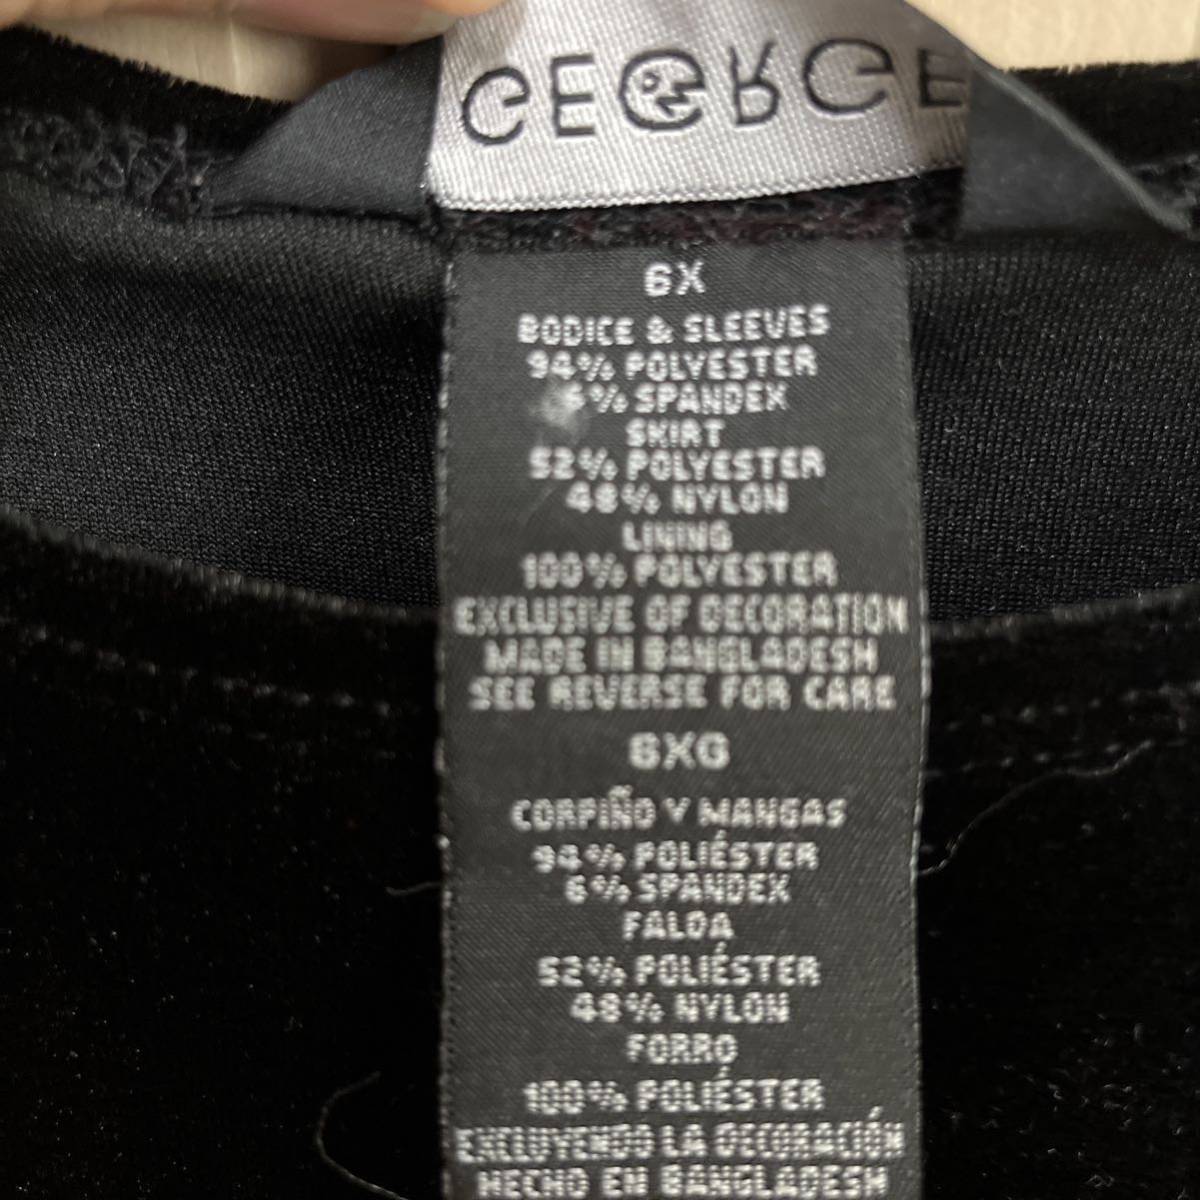 GEORGE
6X
BODICE & SLEEVES
94% POLYESTER
6% SPANDEX
SKIRT
52% POLYESTER
48% NYLON
LINING
100% POLYESTER
EXCLUSIVE OF DECORATION
MADE IN BANGLADESH
SEE REVERSE FOR CARE
6XG
CORPIÑO Y MANGAS
94% POLIÉSTER
6% SPANDEX
FALDA
52% POLIÉSTER
48% NYLON
FORRO
100% POLIÉSTER
EXCLUYENDO LA DECORACIÓN
HECHO EN BANGLADESH